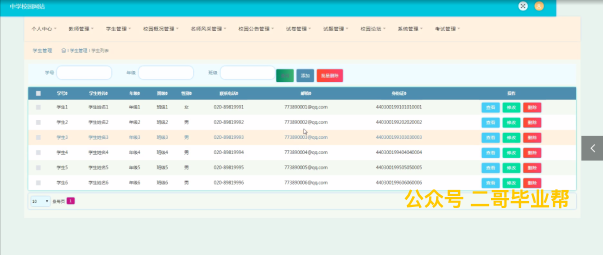 中学校园网站
个人中心 教师管理 学生管理 校园概况管理 名师风采管理 校园公告管理 试卷管理 试题管理 校园论坛 系统管理 考试管理
学生管理 学生管理 学生列表
学号 年级 班级 添加 批量删除
学号 学生姓名 年级 班级 性别 联系电话 邮箱 身份证 操作
学生1 学生姓名1 年级1 班级1 女 020-89819991 773890001@qq.com 440300199101010001 查看 修改 删除
学生2 学生姓名2 年级2 班级2 男 020-89819992 773890002@qq.com 440300199202020002 查看 修改 删除
学生3 学生姓名3 年级3 班级3 男 020-89819993 773890003@qq.com 440300199303030003 查看 修改 删除
学生4 学生姓名4 年级4 班级4 男 020-89819994 773890004@qq.com 440300199404040004 查看 修改 删除
学生5 学生姓名5 年级5 班级5 男 020-89819995 773890005@qq.com 440300199505050005 查看 修改 删除
学生6 学生姓名6 年级6 班级6 男 020-89819996 773890006@qq.com 440300199606060006 查看 修改 删除
10 条每页 1
公众号 二哥毕业帮